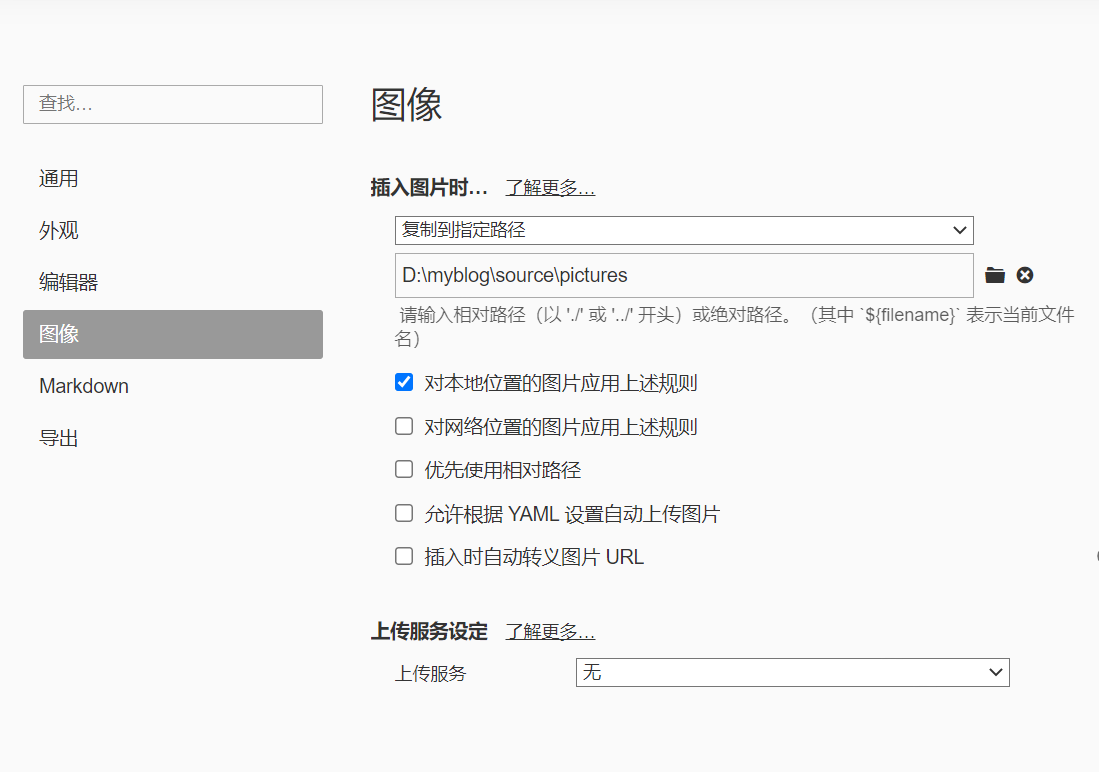 图像
查找…
通用
外观
编辑器
图像
Markdown
导出
插入图片时… 了解更多…
复制到指定路径
D:\myblog\source\pictures
请输入相对路径（以 './' 或 '../' 开头）或绝对路径。（其中 `${filename}` 表示当前文件
名）
对本地位置的图片应用上述规则
对网络位置的图片应用上述规则
优先使用相对路径
允许根据 YAML 设置自动上传图片
插入时自动转义图片 URL
上传服务设定 了解更多…
上传服务 无